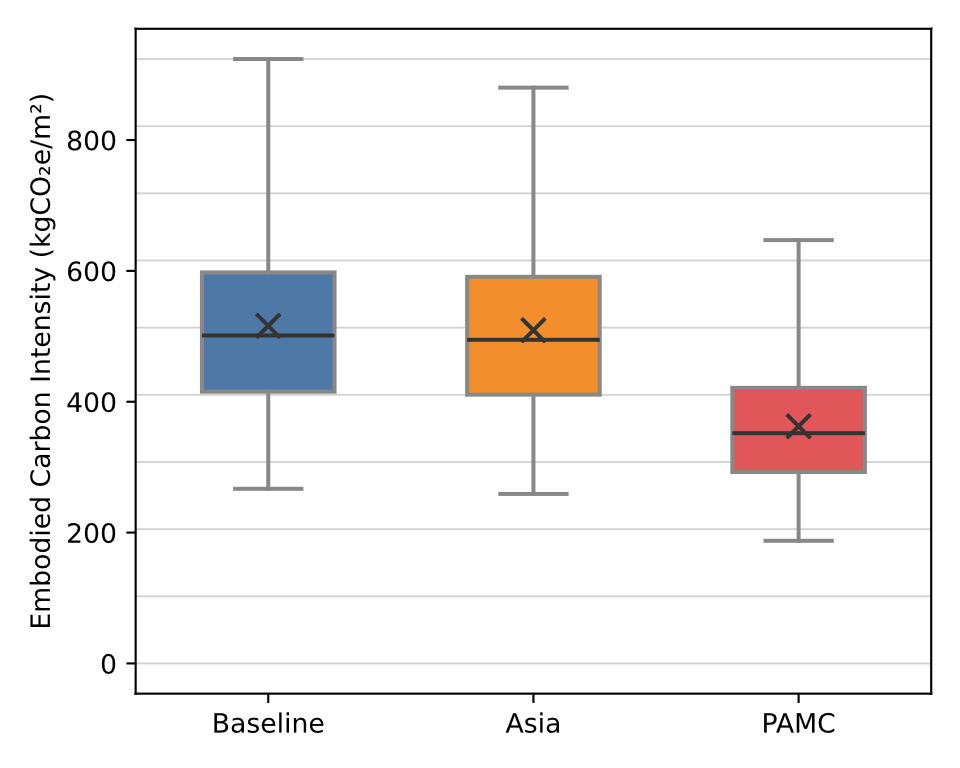 Embodied Carbon Intensity (kgCO₂e/m²)
800
600
400
200
0
Baseline
Asia
PAMC